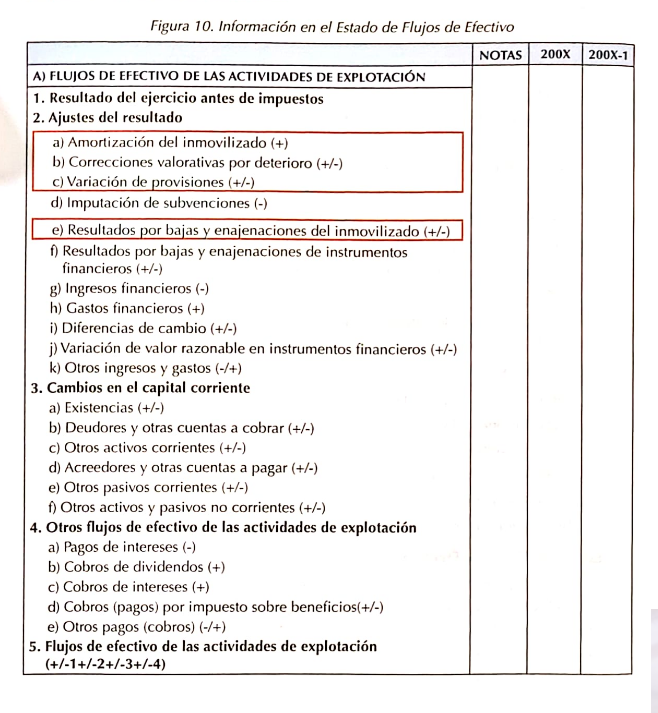 Figura 10. Información en el Estado de Flujos de Efectivo
NOTAS 200X 200X-1
A) FLUJOS DE EFECTIVO DE LAS ACTIVIDADES DE EXPLOTACIÓN
1. Resultado del ejercicio antes de impuestos
2. Ajustes del resultado
a) Amortización del inmovilizado (+)
b) Correcciones valorativas por deterioro (+/-)
c) Variación de provisiones (+/-)
d) Imputación de subvenciones (-)
e) Resultados por bajas y enajenaciones del inmovilizado (+/-)
f) Resultados por bajas y enajenaciones de instrumentos
financieros (+/-)
g) Ingresos financieros (-)
h) Gastos financieros (+)
i) Diferencias de cambio (+/-)
j) Variación de valor razonable en instrumentos financieros (+/-)
k) Otros ingresos y gastos (-/+)
3. Cambios en el capital corriente
a) Existencias (+/-)
b) Deudores y otras cuentas a cobrar (+/-)
c) Otros activos corrientes (+/-)
d) Acreedores y otras cuentas a pagar (+/-)
e) Otros pasivos corrientes (+/-)
f) Otros activos y pasivos no corrientes (+/-)
4. Otros flujos de efectivo de las actividades de explotación
a) Pagos de intereses (-)
b) Cobros de dividendos (+)
c) Cobros de intereses (+)
d) Cobros (pagos) por impuesto sobre beneficios(+/-)
e) Otros pagos (cobros) (-/+)
5. Flujos de efectivo de las actividades de explotación
(+/-1+/-2+/-3+/-4)